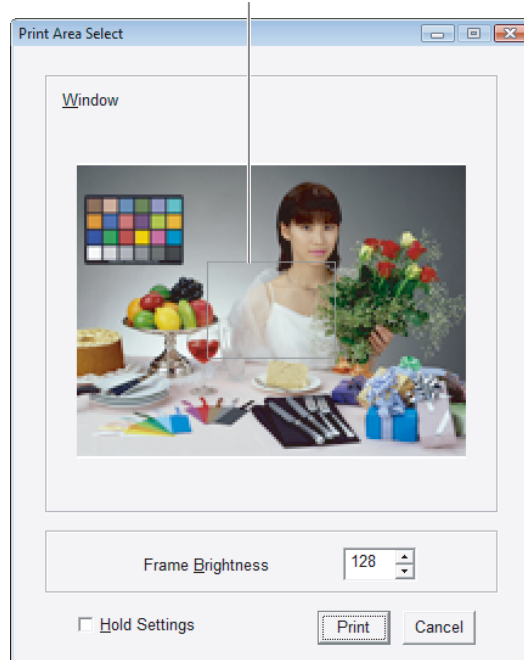 Print Area Select
Window
Frame Brightness
128
Hold Settings
Print
Cancel